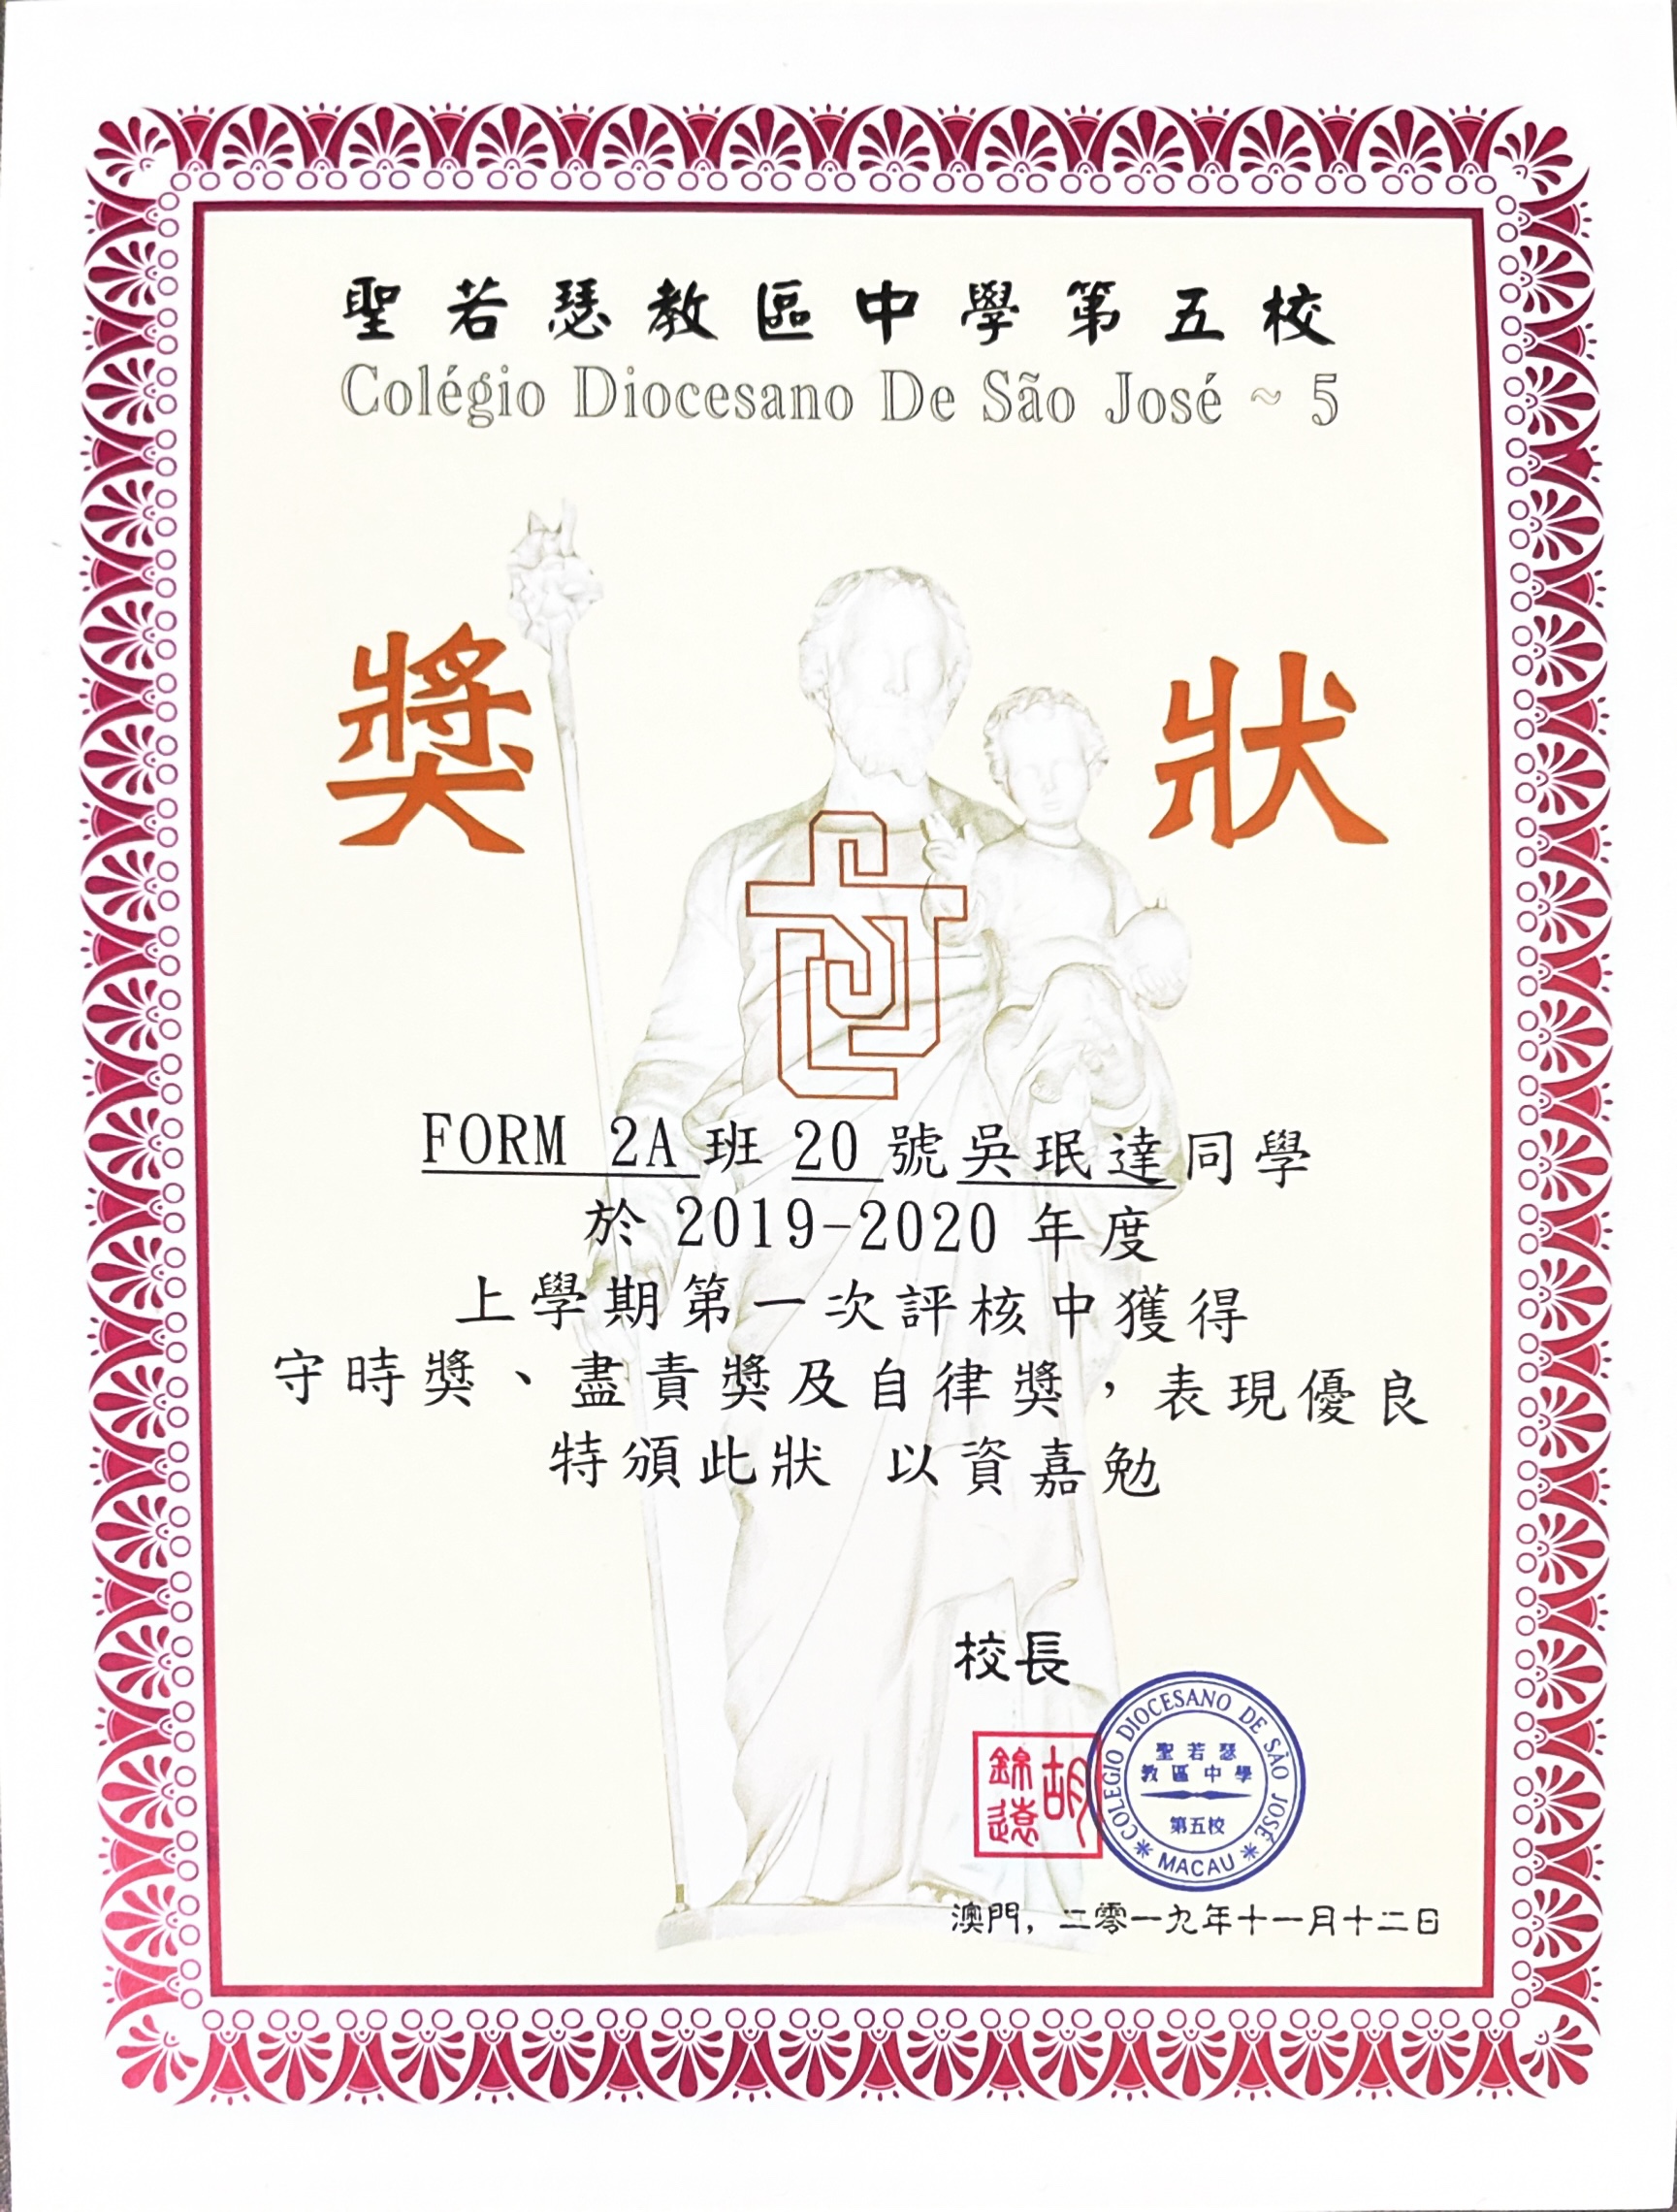 聖若瑟教區中學第五校
Colégio Diocesano De São José ~ 5
獎狀
FORM 2A 班 20 號吳珉達同學
於 2019-2020 年度
上學期第一次評核中獲得
守時獎、盡責獎及自律獎，表現優良
特頒此狀 以資嘉勉
校長
胡錦遠
COLÉGIO DIOCESANO DE SÃO JOSÉ
聖若瑟
教區中學
第五校
* MACAU *
澳門, 二零一九年十一月十二日